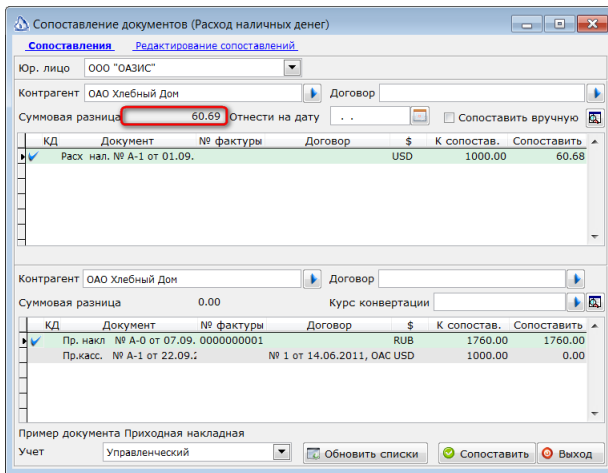 Сопоставление документов (Расход наличных денег)
Сопоставления Редактирование сопоставлений
Юр. лицо ООО "ОАЗИС"
Контрагент ОАО Хлебный Дом Договор
Суммовая разница 60.69 Отнести на дату . . Сопоставить вручную
КД Документ № фактуры Договор $ К сопостав. Сопоставить
Расх нал. № А-1 от 01.09. USD 1000.00 60.68
Контрагент ОАО Хлебный Дом Договор
Суммовая разница 0.00 Курс конвертации
КД Документ № фактуры Договор $ К сопостав. Сопоставить
Пр. накл № А-0 от 07.09. 0000000001 RUB 1760.00 1760.00
Пр.касс. № А-1 от 22.09.2 № 1 от 14.06.2011, ОАО USD 1000.00 0.00
Пример документа Приходная накладная
Учет Управленческий Обновить списки Сопоставить Выход